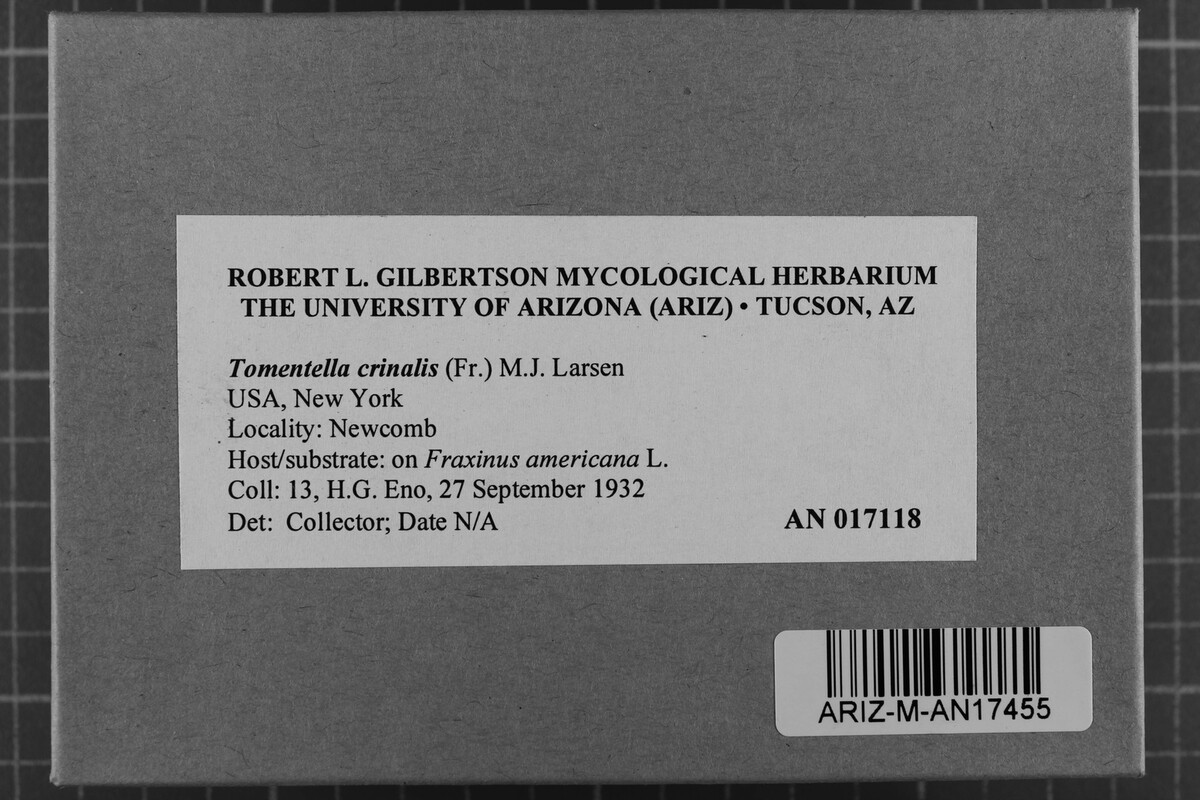 ROBERT L. GILBERTSON MYCOLOGICAL HERBARIUM
THE UNIVERSITY OF ARIZONA (ARIZ) • TUCSON, AZ
Tomentella crinalis (Fr.) M.J. Larsen
USA, New York
Locality: Newcomb
Host/substrate: on Fraxinus americana L.
Coll: 13, H.G. Eno, 27 September 1932
Det: Collector; Date N/A
AN 017118
ARIZ-M-AN17455